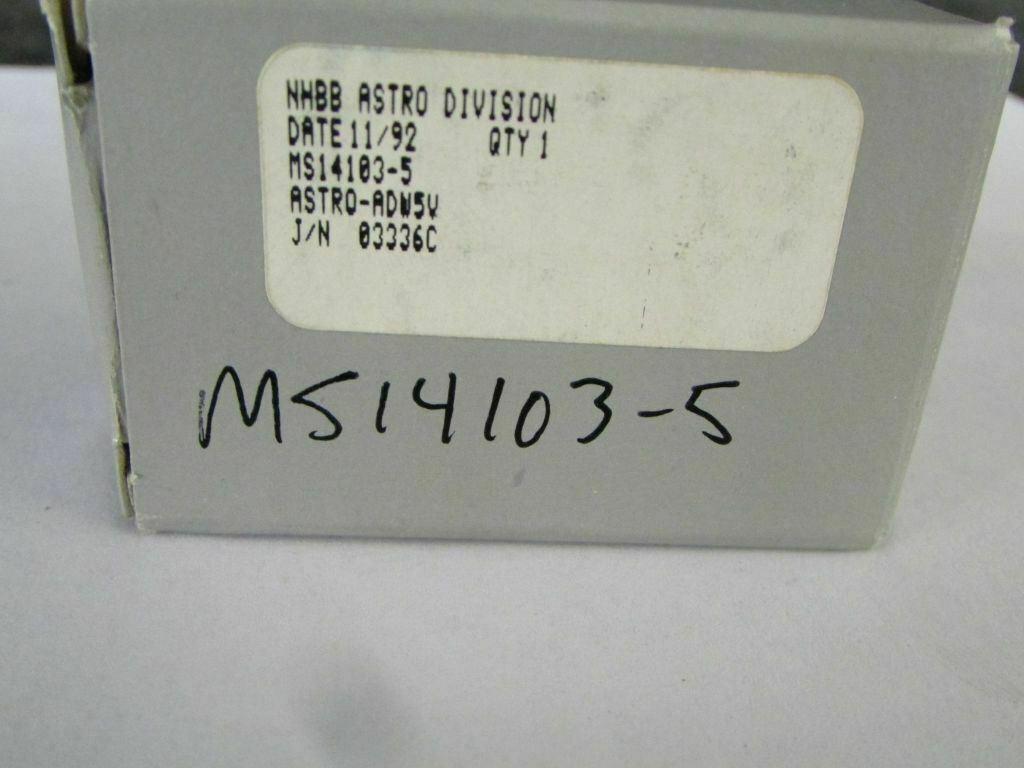 NHBB ASTRO DIVISION
DATE 11/92 QTY 1
MS14103-5
ASTRO-ADW5V
J/N 03336C
MS14103-5